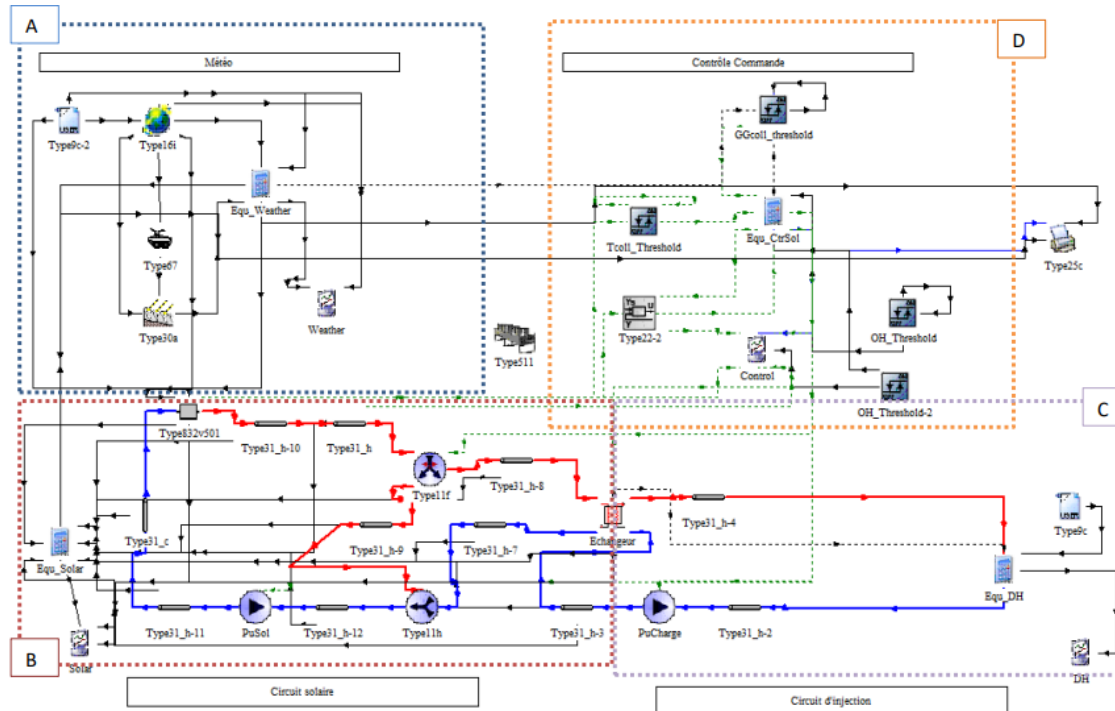 A
D
Météo
Contrôle Commande
Type9c-2
Type16i
GGcoll_threshold
Equ_Weather
Tcoll_Threshold
Equ_CtrSol
Type25c
Type67
Weather
Type30a
Type22-2
OH_Threshold
Type511
Control
OH_Threshold-2
C
Type832v501
Type31_h-10
Type31_h
Type11f
Type31_h-8
Type31_h-4
Type9c
Type31_c
Type31_h-9
Type31_h-7
Echangeur
Equ_Solar
Equ_DH
Type31_h-11
PuSol
Type31_h-12
Type11h
Type31_h-3
PuCharge
Type31_h-2
B
Solar
DH
Circuit solaire
Circuit d'injection